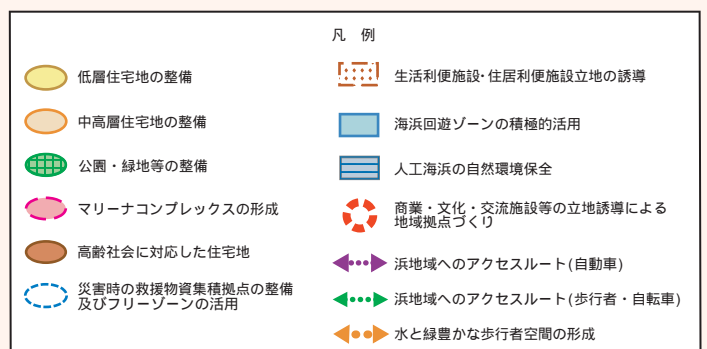 凡 例
低層住宅地の整備
中高層住宅地の整備
公園・緑地等の整備
マリーナコンプレックスの形成
高齢社会に対応した住宅地
災害時の救援物資集積拠点の整備
及びフリーゾーンの活用
生活利便施設・住居利便施設立地の誘導
海浜回遊ゾーンの積極的活用
人工海浜の自然環境保全
商業・文化・交流施設等の立地誘導による
地域拠点づくり
浜地域へのアクセスルート(自動車)
浜地域へのアクセスルート(歩行者・自転車)
水と緑豊かな歩行者空間の形成